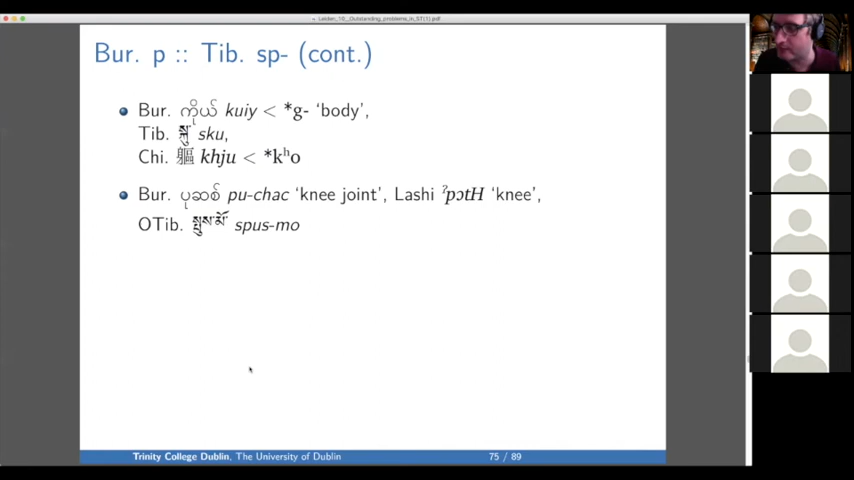 Leiden_10__Outstanding_problems_in_ST(1).pdf
Bur. p :: Tib. sp- (cont.)
Bur. ကိုယ် kuiy < *g- ‘body’,
Tib. སྐུ་ sku,
Chi. 軀 khju < *kʰo
Bur. ပုဆစ် pu-chac ‘knee joint’, Lashi ˀpɔtH ‘knee’,
OTib. སྤུས་མོ་ spus-mo
Trinity College Dublin, The University of Dublin 75 / 89